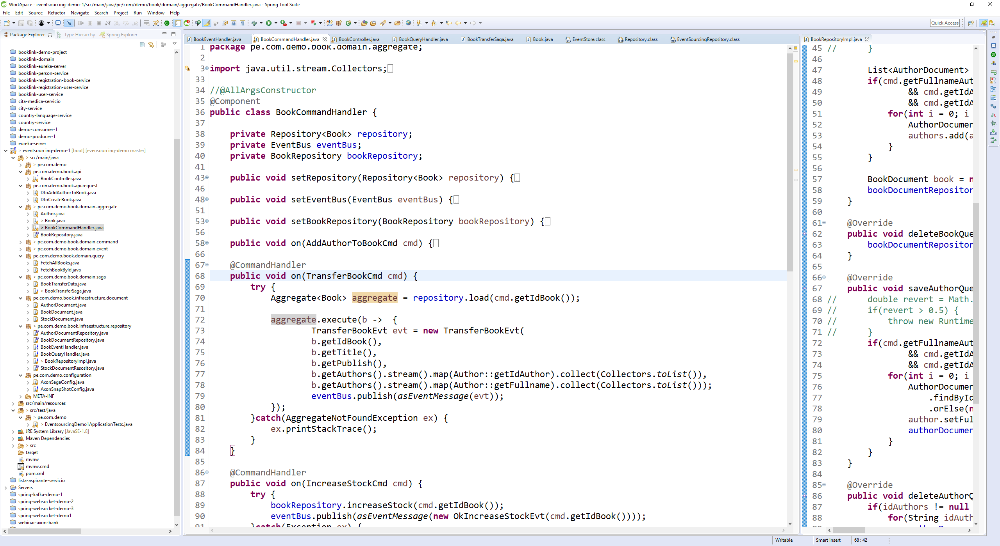 WorkSpace - eventsourcing-demo-1/src/main/java/pe/com/demo/book/domain/aggregate/BookCommandHandler.java - Spring Tool Suite
File Edit Source Refactor Navigate Search Project Run Window Help
Quick Access
Package Explorer Type Hierarchy Spring Explorer
booklink-demo-project
booklink-domain
booklink-eureka-server
booklink-person-service
booklink-registration-book-service
booklink-registration-user-service
booklink-user-service
cita-medica-servicio
city-service
country-language-service
country-service
demo-consumer-1
demo-producer-1
eureka-server
> eventsourcing-demo-1 [boot] [evensourcing-demo master]
> src/main/java
> pe.com.demo
pe.com.demo.book.api
BookController.java
pe.com.demo.book.api.request
DtoAddAuthorToBook.java
DtoCreateBook.java
> pe.com.demo.book.domain.aggregate
Author.java
> Book.java
> BookCommandHandler.java
BookRepository.java
> pe.com.demo.book.domain.command
> pe.com.demo.book.domain.event
pe.com.demo.book.domain.query
FetchAllBooks.java
FetchBookById.java
> pe.com.demo.book.domain.saga
BookTransferData.java
> BookTransferSaga.java
pe.com.demo.book.infraestructure.document
AuthorDocument.java
BookDocument.java
StockDocument.java
> pe.com.demo.book.infraestructure.repository
AuthorDocumentRepository.java
BookDocumentRepository.java
BookEventHandler.java
BookQueryHandler.java
> BookRepositoryImpl.java
StockDocumentResository.java
pe.com.demo.configuration
AxonSagaConfig.java
AxonSnapShotConfig.java
META-INF
src/main/resources
> src/test/java
> pe.com.demo
> EventsourcingDemo1ApplicationTests.java
JRE System Library [JavaSE-1.8]
Maven Dependencies
> src
target
mvnw
mvnw.cmd
pom.xml
lista-aspirante-servicio
Servers
spring-kafka-demo-1
spring-websocket-demo-2
spring-websocket-demo-3
spring-websocket-demo1
webinar-axon-bank
BookEventHandler.java BookCommandHandler.java BookController.java BookQueryHandler.java BookTransferSaga.java Book.java EventStore.class Repository.class EventSourcingRepository.class
1 package pe.com.demo.book.domain.aggregate;
2
3 import java.util.stream.Collectors;
33
34 //@AllArgsConstructor
35 @Component
36 public class BookCommandHandler {
37
38 private Repository<Book> repository;
39 private EventBus eventBus;
40 private BookRepository bookRepository;
41
43 public void setRepository(Repository<Book> repository) {
46
48 public void setEventBus(EventBus eventBus) {
51
53 public void setBookRepository(BookRepository bookRepository) {
56
58 public void on(AddAuthorToBookCmd cmd) {
66
67 @CommandHandler
68 public void on(TransferBookCmd cmd) {
69 try {
70 Aggregate<Book> aggregate = repository.load(cmd.getIdBook());
71
72 aggregate.execute(b -> {
73 TransferBookEvt evt = new TransferBookEvt(
74 b.getIdBook(),
75 b.getTitle(),
76 b.getPublish(),
77 b.getAuthors().stream().map(Author::getIdAuthor).collect(Collectors.toList()),
78 b.getAuthors().stream().map(Author::getFullname).collect(Collectors.toList()));
79 eventBus.publish(asEventMessage(evt));
80 });
81 }catch(AggregateNotFoundException ex) {
82 ex.printStackTrace();
83 }
84 }
85
86 @CommandHandler
87 public void on(IncreaseStockCmd cmd) {
88 try {
89 bookRepository.increaseStock(cmd.getIdBook());
90 eventBus.publish(asEventMessage(new OkIncreaseStockEvt(cmd.getIdBook())));
91 }catch(Exception ex) {
BookRepositoryImpl.java
45 // }
46
47 List<AuthorDocument>
48 if(cmd.getFullnameAut
49 && cmd.getIdA
50 && cmd.getIdA
51 for(int i = 0; i
52 AuthorDocumen
53 authors.add(a
54 }
55 }
56
57 BookDocument book = n
58 bookDocumentRepositor
59 }
60
61 @Override
62 public void deleteBookQue
63 bookDocumentRepositor
64 }
65
66 @Override
67 public void saveAuthorQue
68 // double revert = Math.
69 // if(revert > 0.5) {
70 // throw new Runtime
71 // }
72 if(cmd.getFullnameAut
73 && cmd.getIdA
74 && cmd.getIdA
75 for(int i = 0; i
76 AuthorDocumen
77 .findById
78 .orElse(n
79 author.setFul
80 authorDocumen
81 }
82 }
83 }
84
85 @Override
86 public void deleteAuthorQ
87 if(idAuthors != null
88 for(String idAuth
Writable Smart Insert 68 : 42